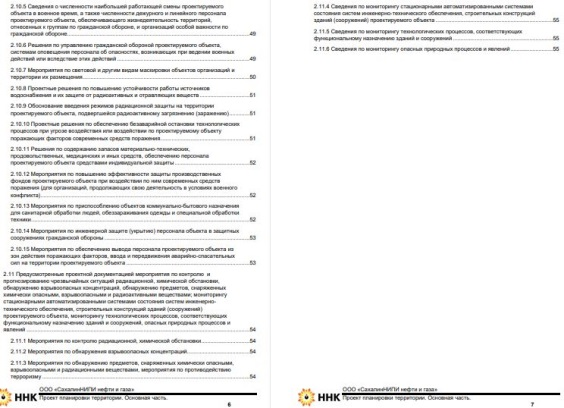 2.10.5 Сведения о численности наибольшей работающей смены проектируемого
объекта в военное время, а также численности дежурного и линейного персонала
проектируемого объекта, обеспечивающего жизнедеятельность территорий,
отнесенных к группам по гражданской обороне, и организаций особой важности по
гражданской обороне.....49
2.10.6 Решения по управлению гражданской обороной проектируемого объекта,
системам оповещения персонала об опасности, возникающих при ведении военных
действий или вследствие этих действий.....49
2.10.7 Мероприятия по световой и другим видам маскировки объектов организаций и
территории их размещения.....50
2.10.8 Проектные решения по повышению устойчивости работы источников
водоснабжения и их защите от радиоактивных и отравляющих веществ.....51
2.10.9 Обоснование введения режимов радиационной защиты на территории
проектируемого объекта, подвергшейся радиоактивному загрязнению (заражению).....51
2.10.10 Проектные решения по обеспечению безаварийной остановки технологических
процессов при угрозе воздействия или воздействии по проектируемому объекту
поражающих факторов современных средств поражения.....51
2.10.11 Решения по содержанию запасов материально-технических,
продовольственных, медицинских и иных средств, обеспечению персонала
проектируемого объекта средствами индивидуальной защиты.....52
2.10.12 Мероприятия по повышению эффективности защиты производственных
фондов проектируемого объекта при воздействии по ним современных средств
поражения (для организаций, продолжающих свою деятельность в условиях военного
конфликта).....52
2.10.13 Мероприятия по приспособлению объектов коммунально-бытового назначения
для санитарной обработки людей, обеззараживания одежды и специальной обработки
техники.....52
2.10.14 Мероприятия по инженерной защите (укрытию) персонала объекта в защитных
сооружениях гражданской обороны.....53
2.10.15 Мероприятия по обеспечению вывода персонала проектируемого объекта из
зон действия поражающих факторов, ввода и передвижения аварийно-спасательных
сил на территории проектируемого объекта.....53
2.11 Предусмотренные проектной документацией мероприятия по контролю и
прогнозированию чрезвычайных ситуаций радиационной, химической обстановки,
обнаружению взрывоопасных концентраций, обнаружению предметов, снаряженных
химически опасными, взрывоопасными и радиоактивными веществами; мониторингу
стационарными автоматизированными системами состояния систем инженерно-
технического обеспечения, строительных конструкций зданий (сооружений)
проектируемого объекта, мониторингу технологических процессов, соответствующих
функциональному назначению зданий и сооружений, опасных природных процессов и
явлений.....54
2.11.1 Мероприятия по контролю радиационной, химической обстановки.....54
2.11.2 Мероприятия по обнаружения взрывоопасных концентраций.....54
2.11.3 Мероприятия по обнаружению предметов, снаряженных химически опасными,
взрывоопасными и радиационными веществами, мероприятия по противодействию
терроризму.....54
ННК
ООО «СахалинНИПИ нефти и газа»
Проект планировки территории. Основная часть.
6
2.11.4 Сведения по мониторингу стационарными автоматизированными системами
состояния систем инженерно-технического обеспечения, строительных конструкций
зданий (сооружений) проектируемого объекта.....55
2.11.5 Сведения по мониторингу технологических процессов, соответствующих
функциональному назначению зданий и сооружений.....55
2.11.6 Сведения по мониторингу опасных природных процессов и явлений.....55
ННК
ООО «СахалинНИПИ нефти и газа»
Проект планировки территории. Основная часть.
7